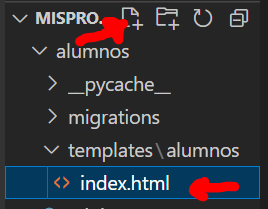 MISPRO...
alumnos
__pycache__
migrations
templates\alumnos
<> index.html